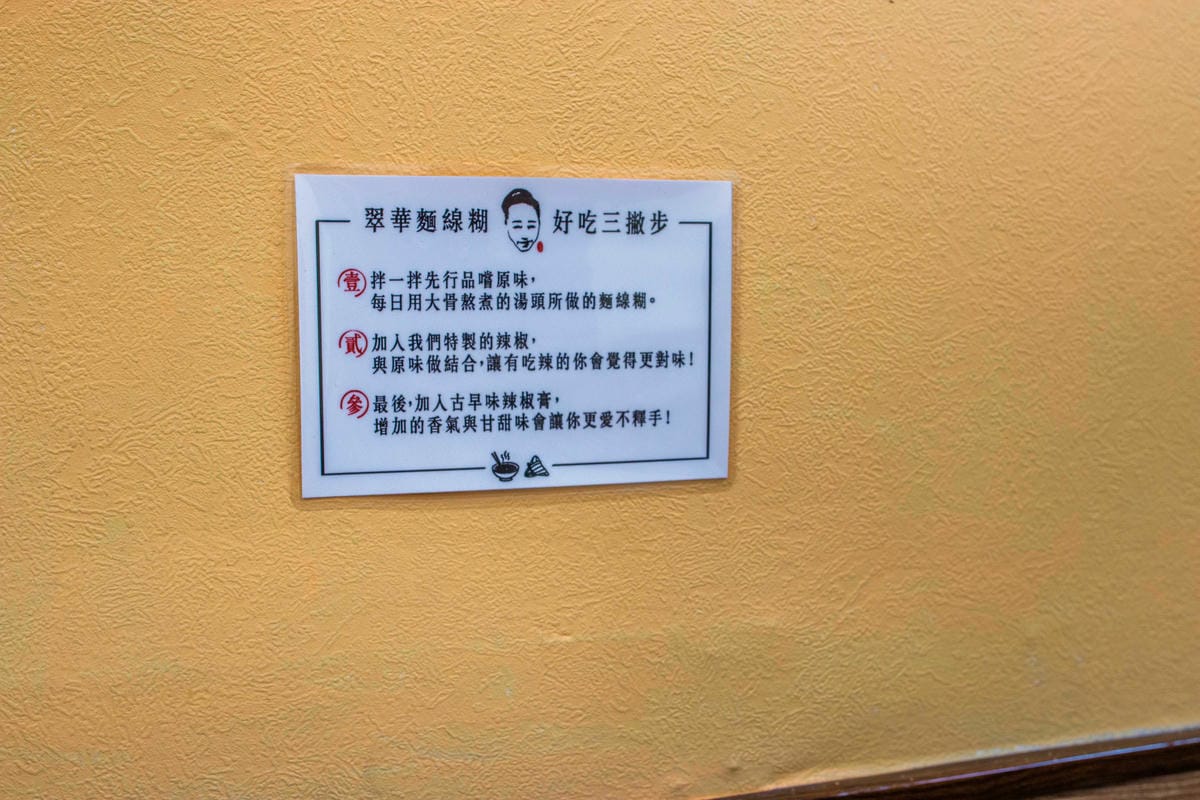 翠華麵線糊 好吃三撇步
壹 拌一拌先行品嚐原味,
每日用大骨熬煮的湯頭所做的麵線糊。
貳 加入我們特製的辣椒,
與原味做結合,讓有吃辣的你會覺得更對味!
參 最後,加入古早味辣椒膏,
增加的香氣與甘甜味會讓你更愛不釋手!